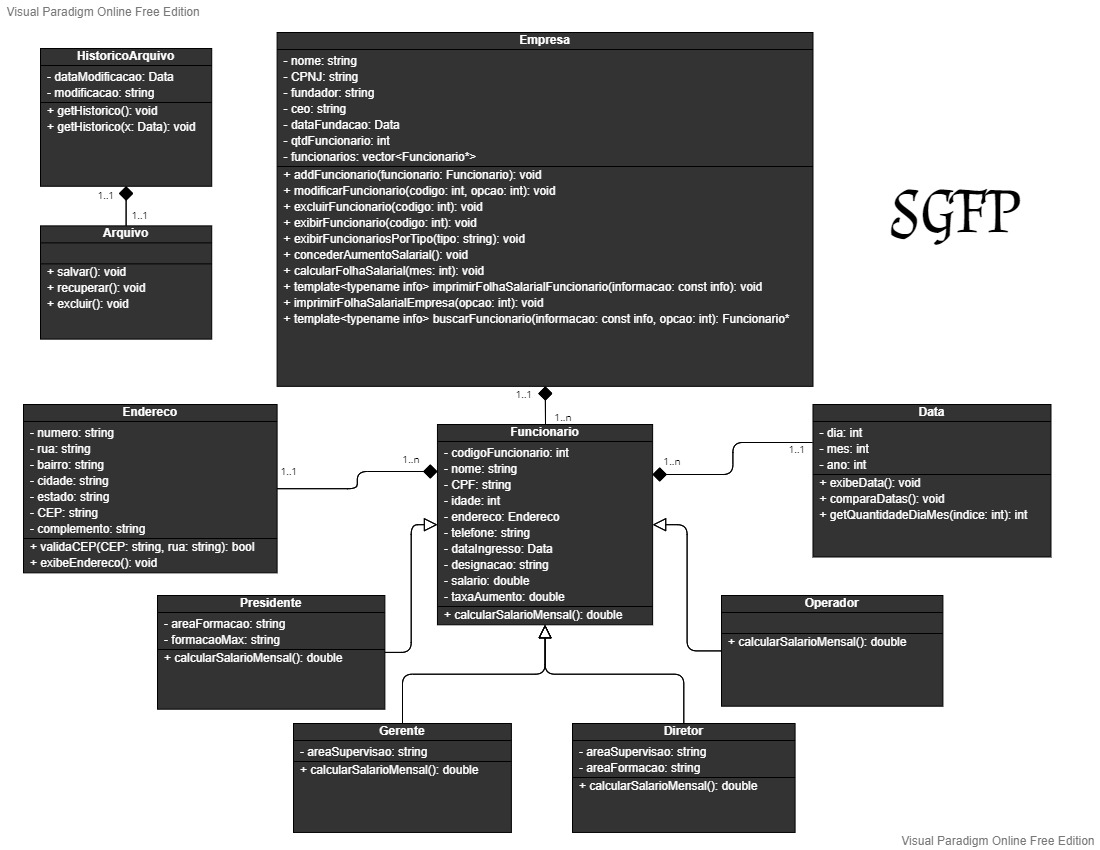 Visual Paradigm Online Free Edition
HistoricoArquivo
- dataModificacao: Data
- modificacao: string
+ getHistorico(): void
+ getHistorico(x: Data): void
1..1
1..1
Arquivo
+ salvar(): void
+ recuperar(): void
+ excluir(): void
Empresa
- nome: string
- CPNJ: string
- fundador: string
- ceo: string
- dataFundacao: Data
- qtdFuncionario: int
- funcionarios: vector<Funcionario*>
+ addFuncionario(funcionario: Funcionario): void
+ modificarFuncionario(codigo: int, opcao: int): void
+ excluirFuncionario(codigo: int): void
+ exibirFuncionario(codigo: int): void
+ exibirFuncionariosPorTipo(tipo: string): void
+ concederAumentoSalarial(): void
+ calcularFolhaSalarial(mes: int): void
+ template<typename info> imprimirFolhaSalarialFuncionario(informacao: const info): void
+ imprimirFolhaSalarialEmpresa(opcao: int): void
+ template<typename info> buscarFuncionario(informacao: const info, opcao: int): Funcionario*
SGFP
1..1
1..n
Endereco
- numero: string
- rua: string
- bairro: string
- cidade: string
- estado: string
- CEP: string
- complemento: string
+ validaCEP(CEP: string, rua: string): bool
+ exibeEndereco(): void
1..1
1..n
Funcionario
- codigoFuncionario: int
- nome: string
- CPF: string
- idade: int
- endereco: Endereco
- telefone: string
- dataIngresso: Data
- designacao: string
- salario: double
- taxaAumento: double
+ calcularSalarioMensal(): double
1..n
1..1
Data
- dia: int
- mes: int
- ano: int
+ exibeData(): void
+ comparaDatas(): void
+ getQuantidadeDiaMes(indice: int): int
Presidente
- areaFormacao: string
- formacaoMax: string
+ calcularSalarioMensal(): double
Operador
+ calcularSalarioMensal(): double
Gerente
- areaSupervisao: string
+ calcularSalarioMensal(): double
Diretor
- areaSupervisao: string
- areaFormacao: string
+ calcularSalarioMensal(): double
Visual Paradigm Online Free Edition